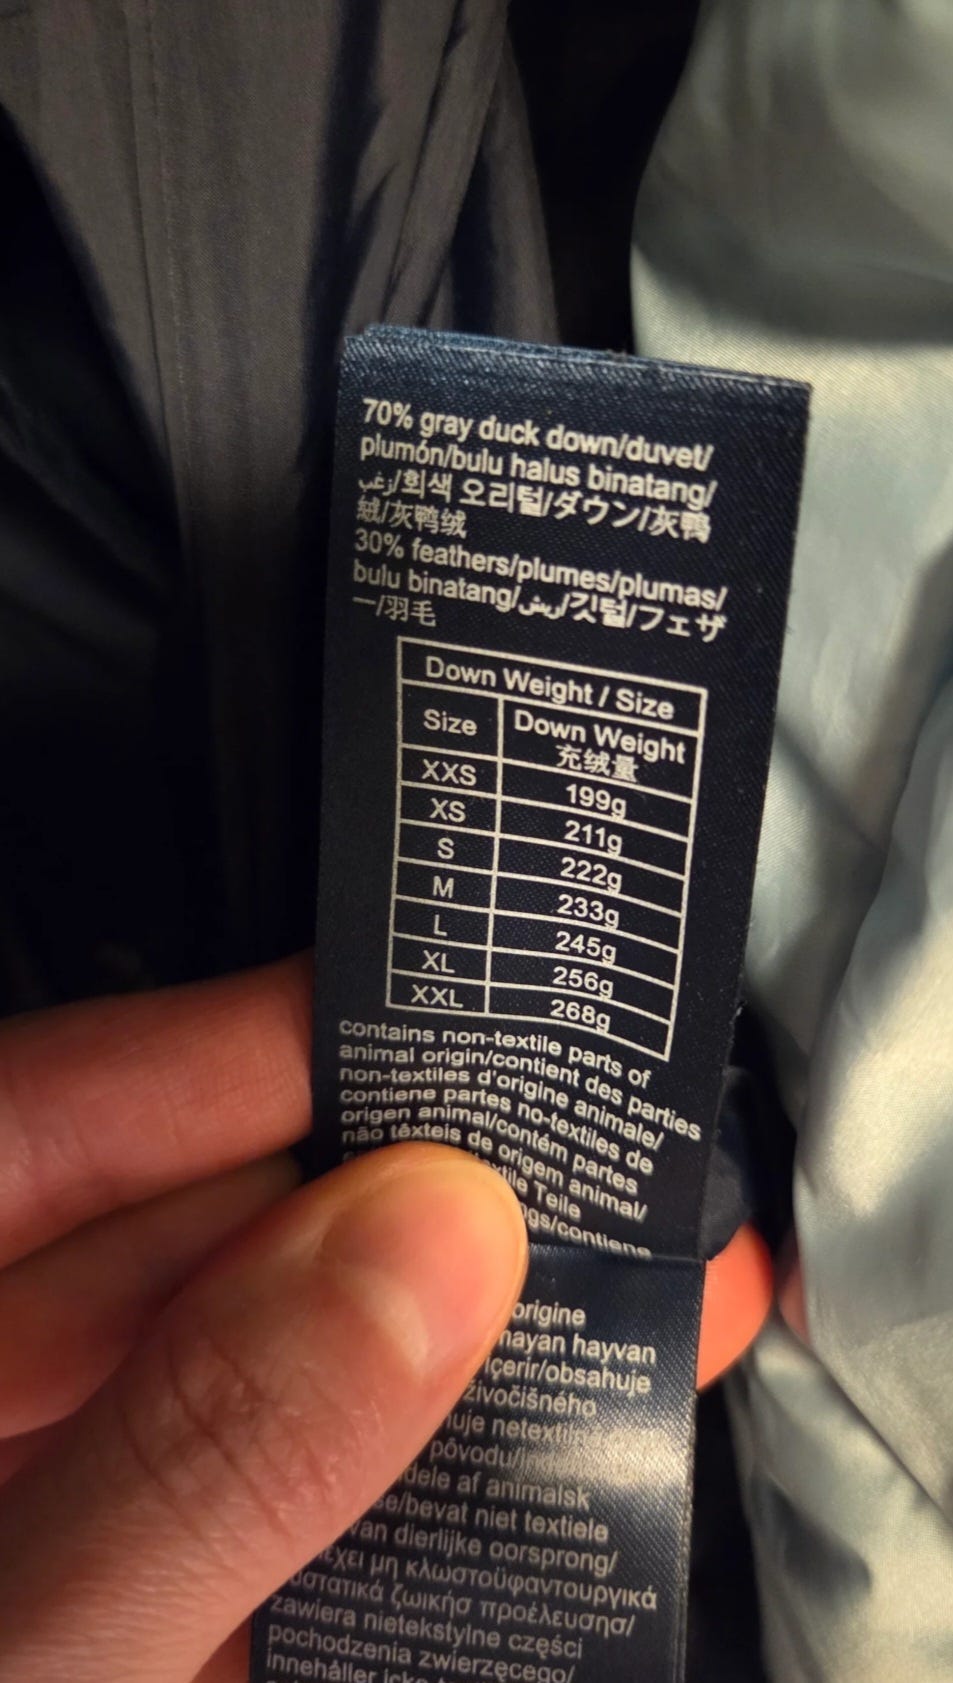 70% gray duck down/duvet/
plumón/bulu halus binatang/
زغب/회색 오리털/ダウン/灰鴨
絨/灰鸭绒
30% feathers/plumes/plumas/
bulu binatang/ريش/깃털/フェザ
ー/羽毛
Down Weight / Size
Size Down Weight 充绒量
XXS 199g
XS 211g
S 222g
M 233g
L 245g
XL 256g
XXL 268g
contains non-textile parts of
animal origin/contient des parties
non-textiles d'origine animale/
contiene partes no-textiles de
origen animal/contém partes
não têxteis de origem animal/
Teile
origine
hayvan
içerir/obsahuje
živočišného
pôvodu/
af animalsk
bevat niet textiele
van dierlijke oorsprong/
μη κλωστοϋφαντουργικά
ζωικήσ προέλευσησ/
zawiera nietekstylne części
pochodzenia zwierzęcego/
innehåller icke